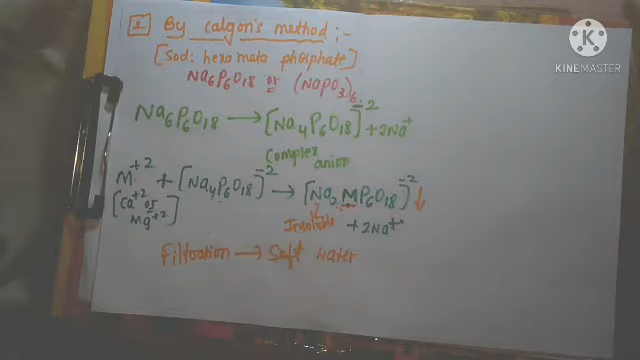 2 By calgon's method :-
[Sod: hexa meta phosphate]
Na6P6O18 or (NaPO3)6.
Na6P6O18 → [Na4P6O18]-2 + 2Na+
Complex anion
M+2 + [Na4P6O18]-2 → [Na2MP6O18]-2 ↓
[Ca+2 or Mg+2]
Insoluble + 2Na+
Filtration → Soft water
KINEMASTER